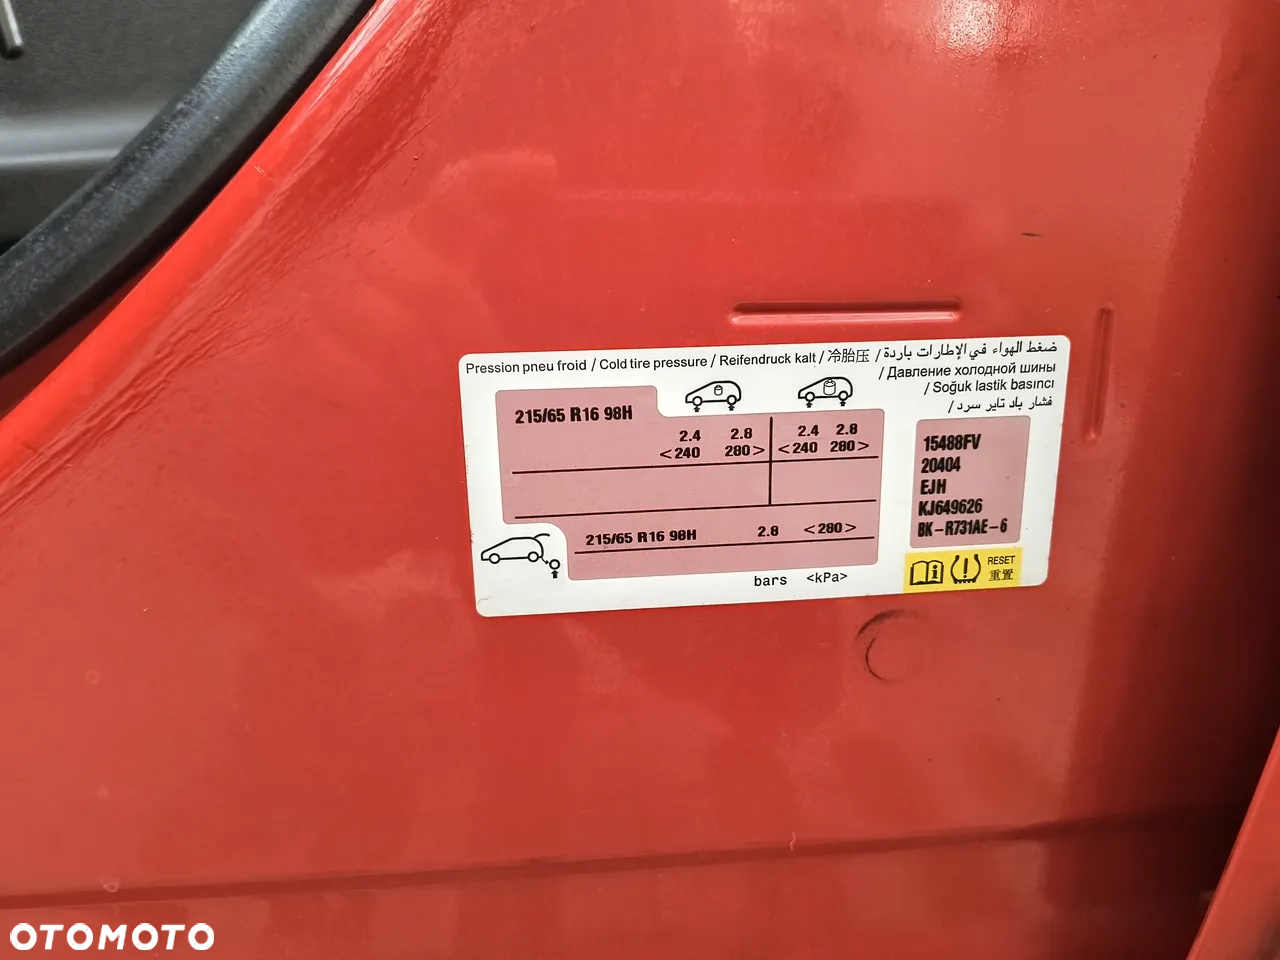 Pression pneu froid / Cold tire pressure / Reifendruck kalt / 冷胎压 / ضغط الهواء في الإطارات باردة
/ Давление холодной шины
/ Soğuk lastik basıncı
/ فشار باد تایر سرد
215/65 R16 98H
2.4 2.8 2.4 2.8
<240 280> <240 280>
215/65 R16 98H 2.8 <280>
bars <kPa>
15488FV
20404
EJH
KJ649626
BK-R731AE-6
i ! RESET
重置
OTOMOTO